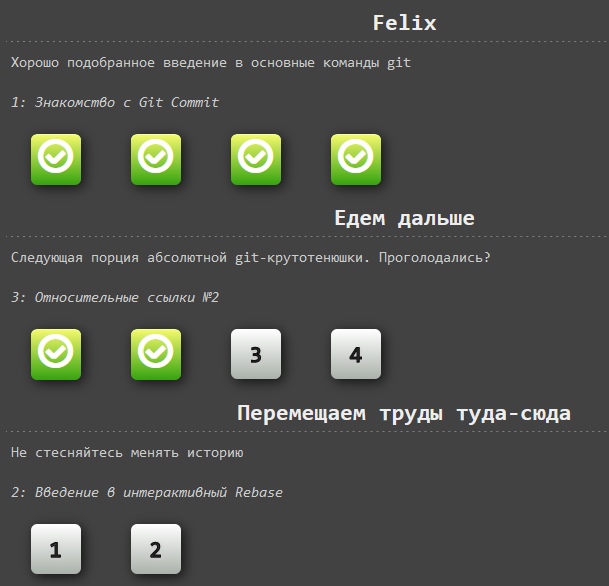 Felix
Хорошо подобранное введение в основные команды git
1: Знакомство с Git Commit
Едем дальше
Следующая порция абсолютной git-крутотенюшки. Проголодались?
3: Относительные ссылки №2
3 4
Перемещаем труды туда-сюда
Не стесняйтесь менять историю
2: Введение в интерактивный Rebase
1 2